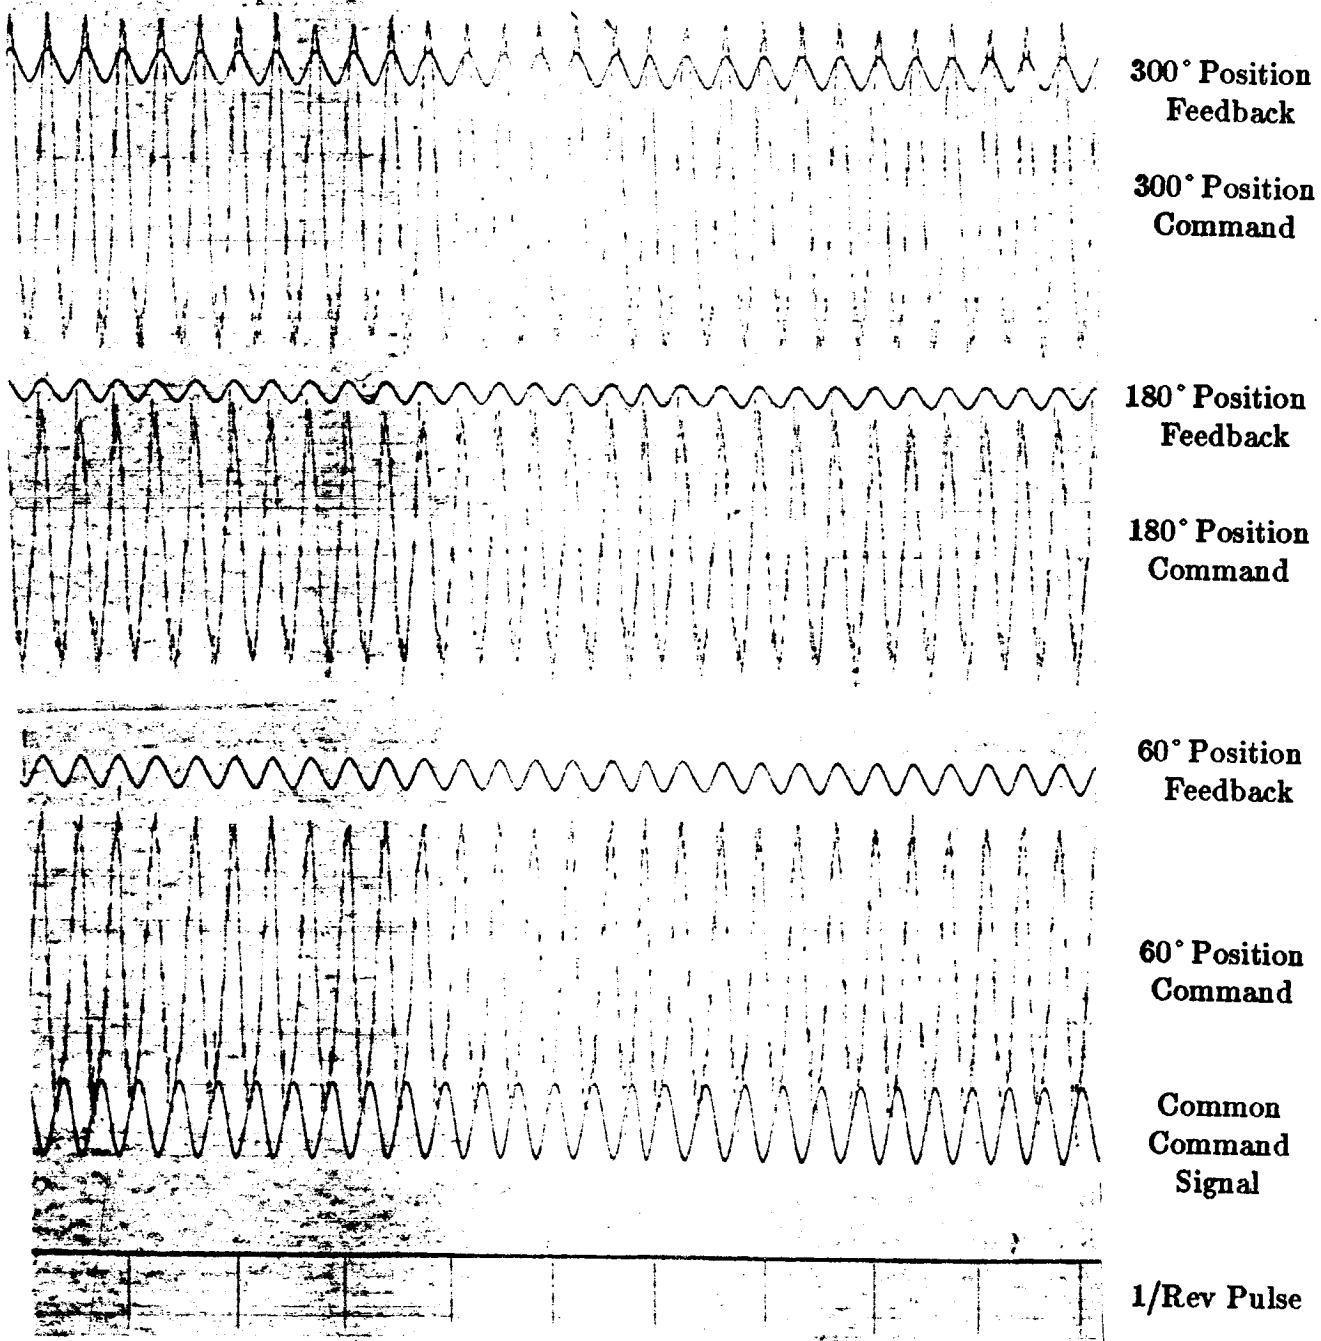 300° Position
Feedback
300° Position
Command
180° Position
Feedback
180° Position
Command
60° Position
Feedback
60° Position
Command
Common
Command
Signal
1/Rev Pulse